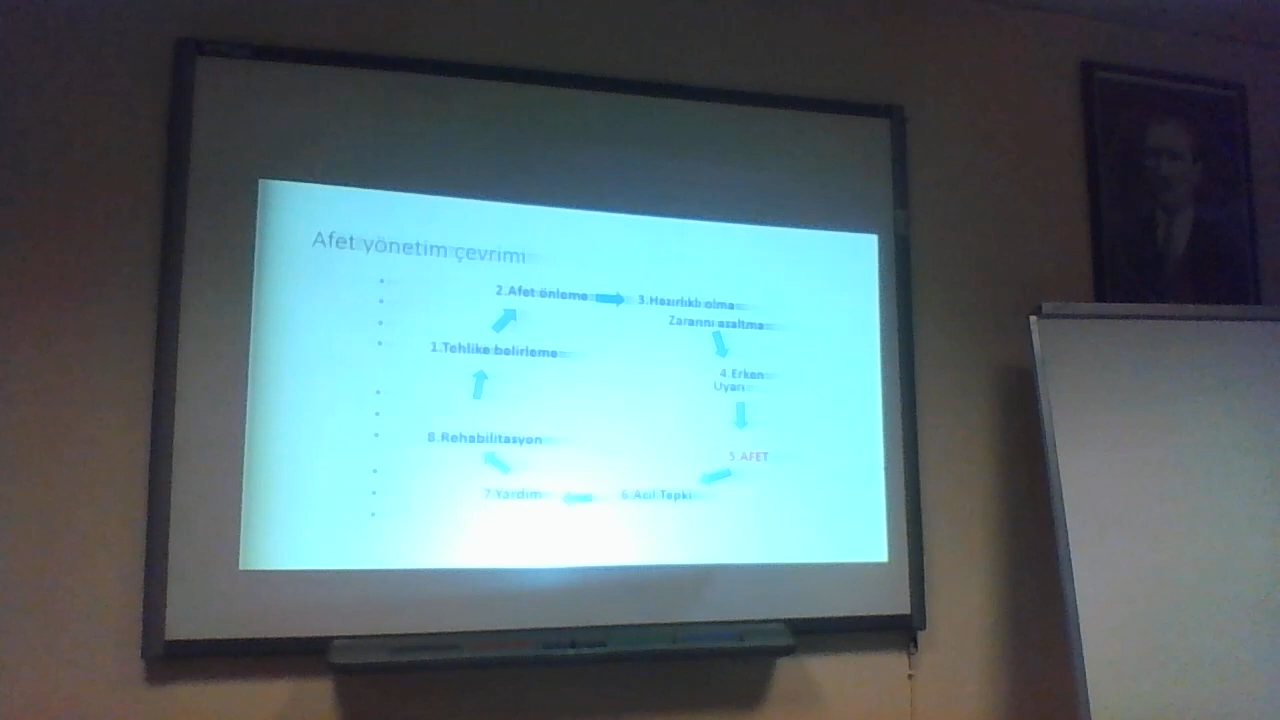 Afet yönetim çevrimi
2.Afet önleme
3.Hazırlıklı olma
Zararını azaltma
1.Tehlike belirleme
4.Erken
Uyarı
8.Rehabilitasyon
5.AFET
7.Yardım
6.Acil Tepki